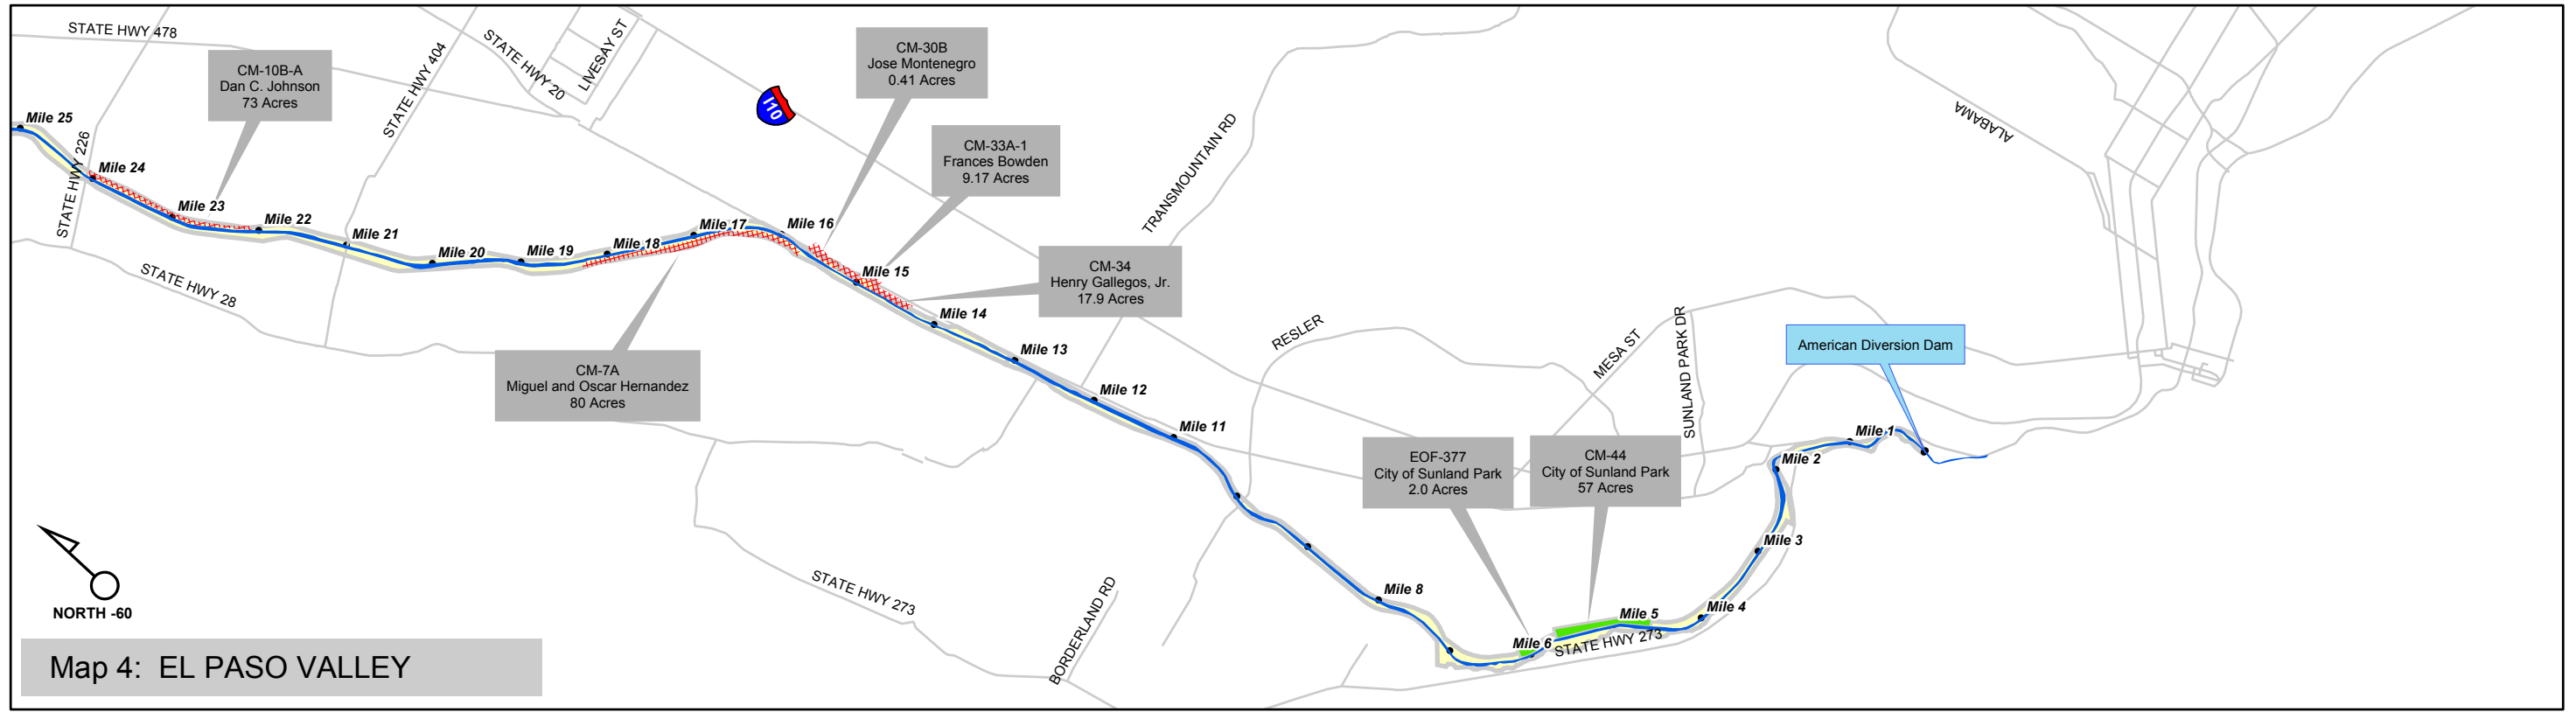 STATE HWY 478
STATE HWY 404
STATE HWY 20
LIVESAY ST
CM-10B-A
Dan C. Johnson
73 Acres
CM-30B
Jose Montenegro
0.41 Acres
I10
CM-33A-1
Frances Bowden
9.17 Acres
TRANSMOUNTAIN RD
ALABAMA
Mile 25
STATE HWY 226
Mile 24
Mile 23
Mile 22
Mile 21
Mile 20
Mile 19
Mile 18
Mile 17
Mile 16
Mile 15
Mile 14
Mile 13
Mile 12
Mile 11
STATE HWY 28
CM-34
Henry Gallegos, Jr.
17.9 Acres
CM-7A
Miguel and Oscar Hernandez
80 Acres
RESLER
MESA ST
SUNLAND PARK DR
American Diversion Dam
EOF-377
City of Sunland Park
2.0 Acres
CM-44
City of Sunland Park
57 Acres
Mile 1
Mile 2
Mile 3
Mile 4
Mile 5
Mile 6
Mile 8
STATE HWY 273
STATE HWY 273
BORDERLAND RD
NORTH -60
Map 4: EL PASO VALLEY